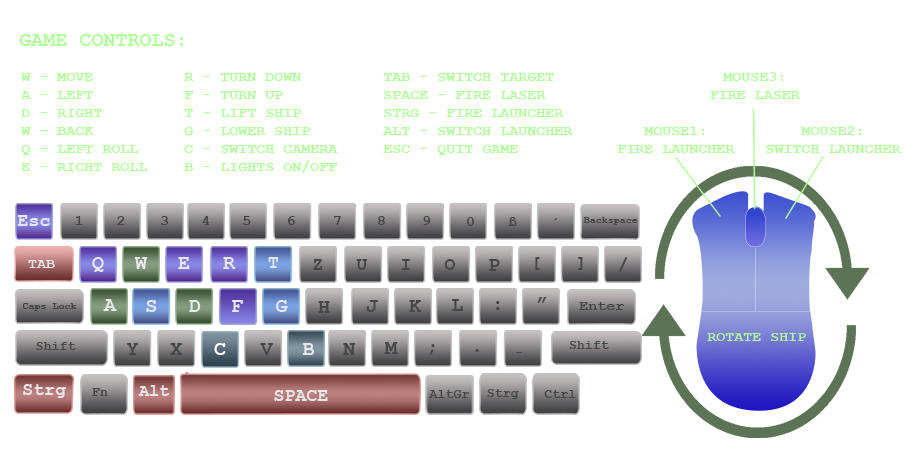 GAME CONTROLS:
W - MOVE
A - LEFT
D - RIGHT
W - BACK
Q - LEFT ROLL
E - RIGHT ROLL
R - TURN DOWN
F - TURN UP
T - LIFT SHIP
G - LOWER SHIP
C - SWITCH CAMERA
B - LIGHTS ON/OFF
TAB - SWITCH TARGET
SPACE - FIRE LASER
STRG - FIRE LAUNCHER
ALT - SWITCH LAUNCHER
ESC - QUIT GAME
MOUSE3:
FIRE LASER
MOUSE1:
FIRE LAUNCHER
MOUSE2:
SWITCH LAUNCHER
Esc 1 2 3 4 5 6 7 8 9 0 ß ´ Backspace
TAB Q W E R T Z U I O P [ ] /
Caps Lock A S D F G H J K L : ” Enter
Shift Y X C V B N M ; . _ Shift
Strg Fn Alt SPACE AltGr Strg Ctrl
ROTATE SHIP